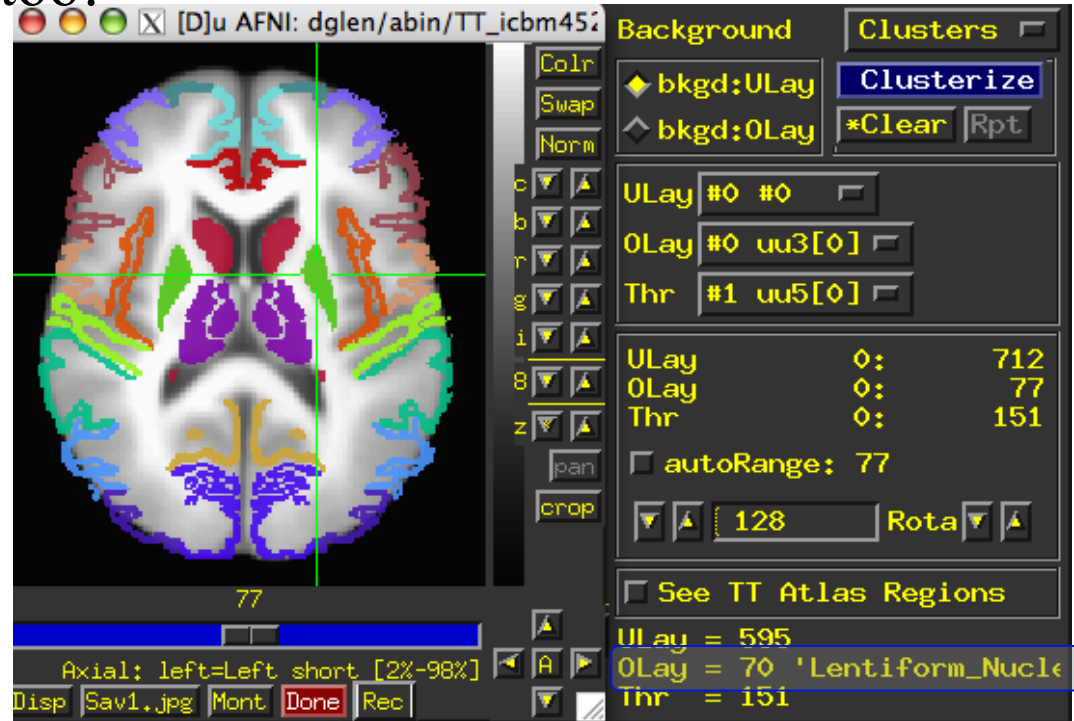 too!
[D]u AFNI: dglen/abin/TT_icbm452
Colr
Swap
Norm
c
b
r
g
i
8
z
pan
crop
77
Axial: left=Left short [2%-98%]
A
Disp Sav1.jpg Mont Done Rec
Background Clusters
bkgd:ULay Clusterize
bkgd:OLay *Clear Rpt
ULay #0 #0
OLay #0 uu3[0]
Thr #1 uu5[0]
ULay 0: 712
OLay 0: 77
Thr 0: 151
autoRange: 77
128 Rota
See TT Atlas Regions
ULay = 595
OLay = 70 'Lentiform_Nucle
Thr = 151